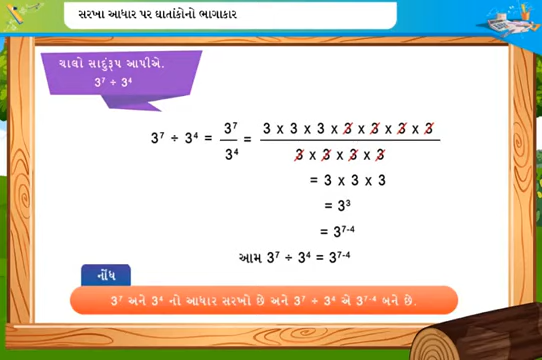 સરખા આધાર પર ઘાતાંકોનો ભાગાકાર
ચાલો સાદુંરૂપ આપીએ.
3⁷ ÷ 3⁴
3⁷ ÷ 3⁴ = 3⁷/3⁴ = 3 x 3 x 3 x 3 x 3 x 3 x 3 / 3 x 3 x 3 x 3
= 3 x 3 x 3
= 3³
= 3⁷⁻⁴
આમ 3⁷ ÷ 3⁴ = 3⁷⁻⁴
નોંધ
3⁷ અને 3⁴ નો આધાર સરખો છે અને 3⁷ ÷ 3⁴ એ 3⁷⁻⁴ બને છે.